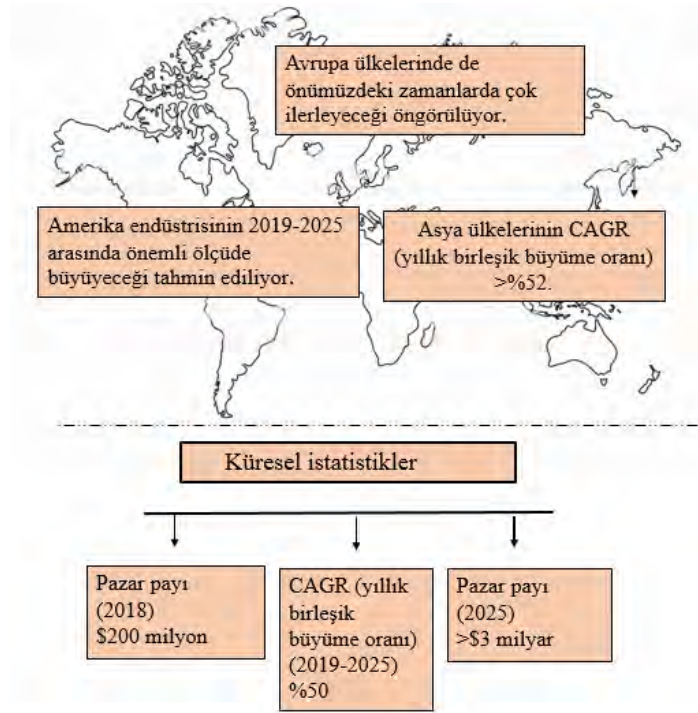 Avrupa ülkelerinde de
önümüzdeki zamanlarda çok
ilerleyeceği öngörülüyor.
Amerika endüstrisinin 2019-2025
arasında önemli ölçüde
büyüyeceği tahmin ediliyor.
Asya ülkelerinin CAGR
(yıllık birleşik büyüme oranı)
>%52.
Küresel istatistikler
Pazar payı
(2018)
$200 milyon
CAGR (yıllık
birleşik
büyüme oranı)
(2019-2025)
%50
Pazar payı
(2025)
>$3 milyar